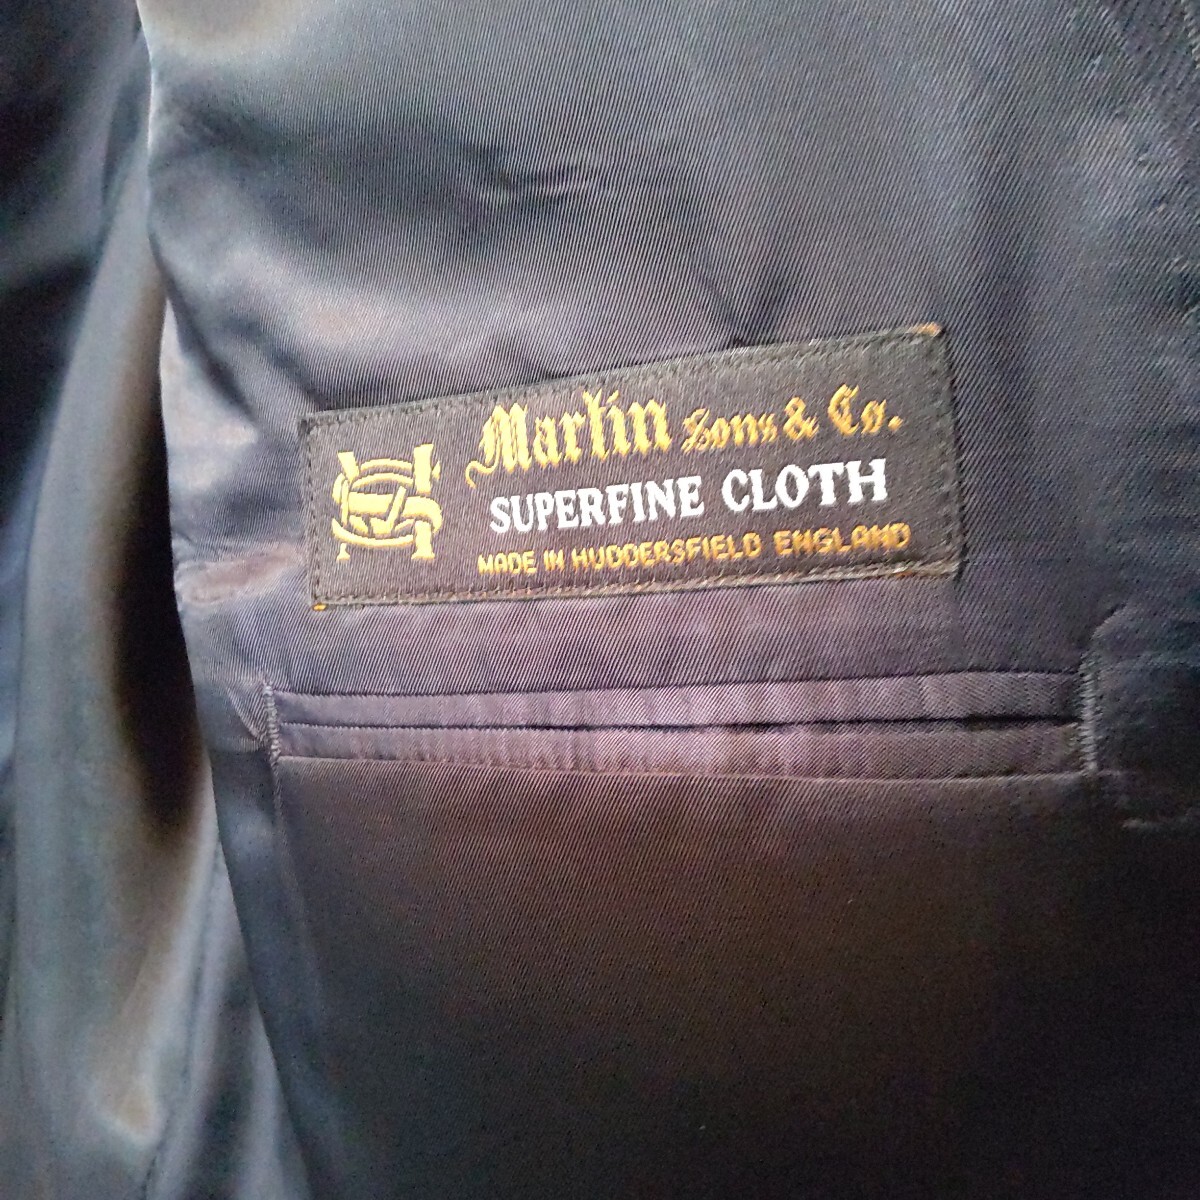 Martin Sons & Co.
SUPERFINE CLOTH
MADE IN HUDDERSFIELD ENGLAND